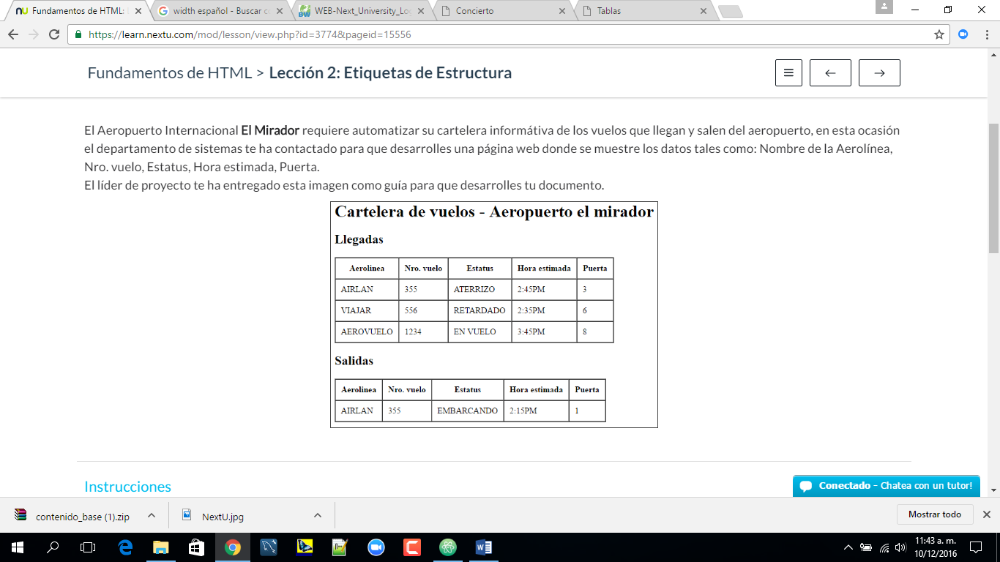 Fundamentos de HTML:
width español - Buscar c
WEB-Next_University_Lo
Concierto
Tablas
https://learn.nextu.com/mod/lesson/view.php?id=3774&pageid=15556
Fundamentos de HTML > Lección 2: Etiquetas de Estructura
El Aeropuerto Internacional El Mirador requiere automatizar su cartelera informátiva de los vuelos que llegan y salen del aeropuerto, en esta ocasión
el departamento de sistemas te ha contactado para que desarrolles una página web donde se muestre los datos tales como: Nombre de la Aerolínea,
Nro. vuelo, Estatus, Hora estimada, Puerta.
El líder de proyecto te ha entregado esta imagen como guía para que desarrolles tu documento.
Cartelera de vuelos - Aeropuerto el mirador
Llegadas
Aerolinea Nro. vuelo Estatus Hora estimada Puerta
AIRLAN 355 ATERRIZO 2:45PM 3
VIAJAR 556 RETARDADO 2:35PM 6
AEROVUELO 1234 EN VUELO 3:45PM 8
Salidas
Aerolinea Nro. vuelo Estatus Hora estimada Puerta
AIRLAN 355 EMBARCANDO 2:15PM 1
Instrucciones
Conectado - Chatea con un tutor!
contenido_base (1).zip
NextU.jpg
Mostrar todo
11:43 a. m.
10/12/2016